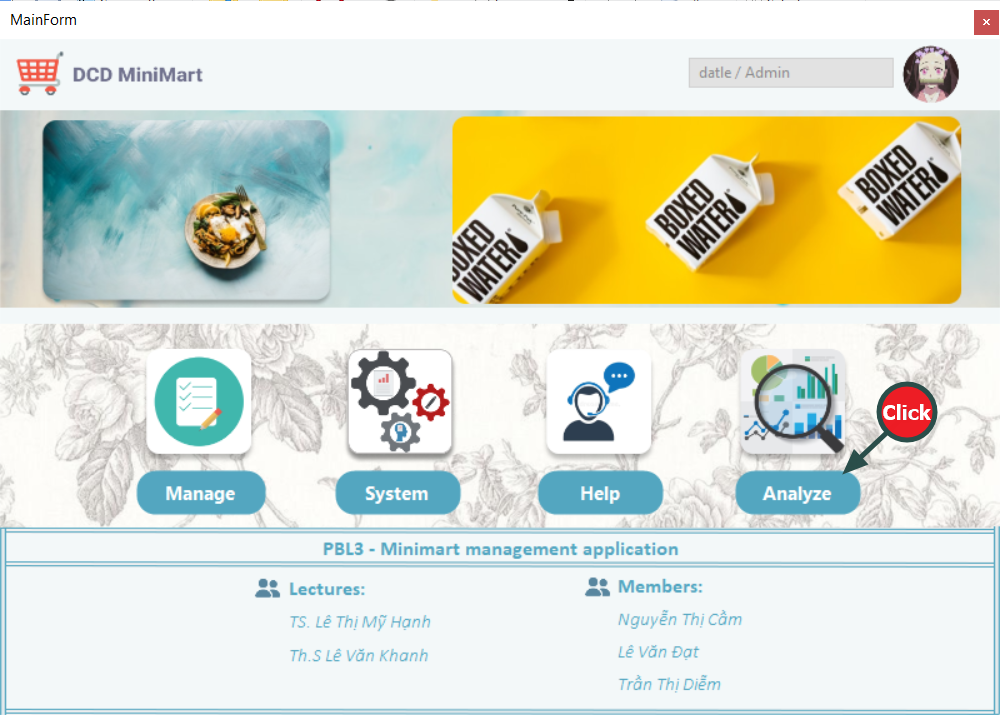 MainForm
DCD MiniMart
datle / Admin
BOXED
WATER
BOXED
WATER
BOXED
WATER
Click
Manage
System
Help
Analyze
PBL3 - Minimart management application
Lectures:
TS. Lê Thị Mỹ Hạnh
Th.S Lê Văn Khanh
Members:
Nguyễn Thị Cầm
Lê Văn Đạt
Trần Thị Diễm